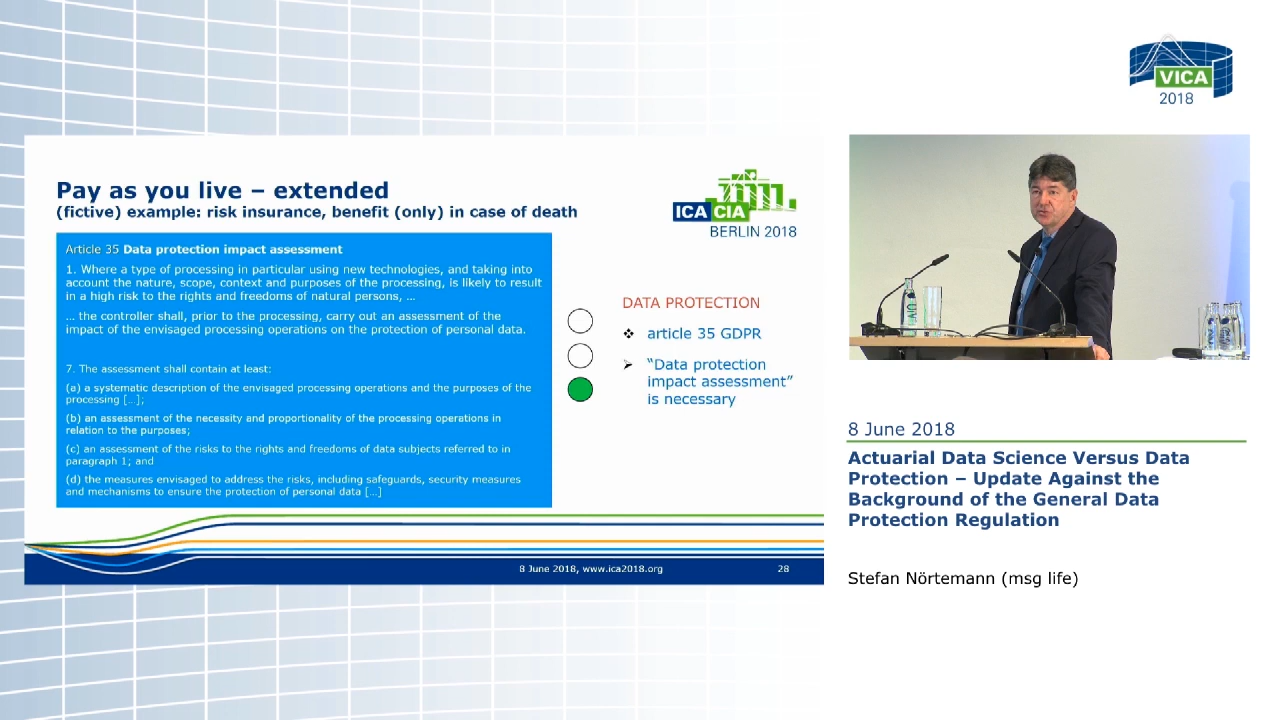 VICA
2018
Pay as you live – extended
(fictive) example: risk insurance, benefit (only) in case of death
ICA CIA
BERLIN 2018
Article 35 Data protection impact assessment
1. Where a type of processing in particular using new technologies, and taking into
account the nature, scope, context and purposes of the processing, is likely to result
in a high risk to the rights and freedoms of natural persons, …
… the controller shall, prior to the processing, carry out an assessment of the
impact of the envisaged processing operations on the protection of personal data.
7. The assessment shall contain at least:
(a) a systematic description of the envisaged processing operations and the purposes of the
processing […];
(b) an assessment of the necessity and proportionality of the processing operations in
relation to the purposes;
(c) an assessment of the risks to the rights and freedoms of data subjects referred to in
paragraph 1; and
(d) the measures envisaged to address the risks, including safeguards, security measures
and mechanisms to ensure the protection of personal data […]
DATA PROTECTION
❖ article 35 GDPR
➢ “Data protection
impact assessment”
is necessary
8 June 2018, www.ica2018.org
28
8 June 2018
Actuarial Data Science Versus Data
Protection – Update Against the
Background of the General Data
Protection Regulation
Stefan Nörtemann (msg life)